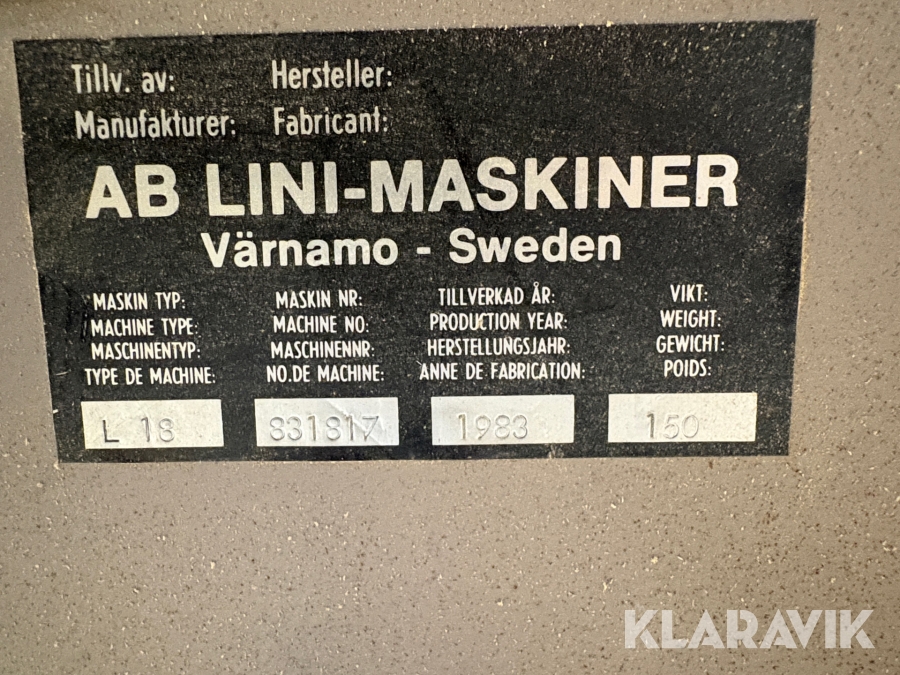 Tillv. av: Hersteller:
Manufakturer: Fabricant:
AB LINI-MASKINER
Värnamo - Sweden
MASKIN TYP: MASKIN NR: TILLVERKAD ÅR: VIKT:
MACHINE TYPE: MACHINE NO: PRODUCTION YEAR: WEIGHT:
MASCHINENTYP: MASCHINENNR: HERSTELLUNGSJAHR: GEWICHT:
TYPE DE MACHINE: NO.DE MACHINE: ANNE DE FABRICATION: POIDS:
L 18 831817 1983 150
KLARAVIK